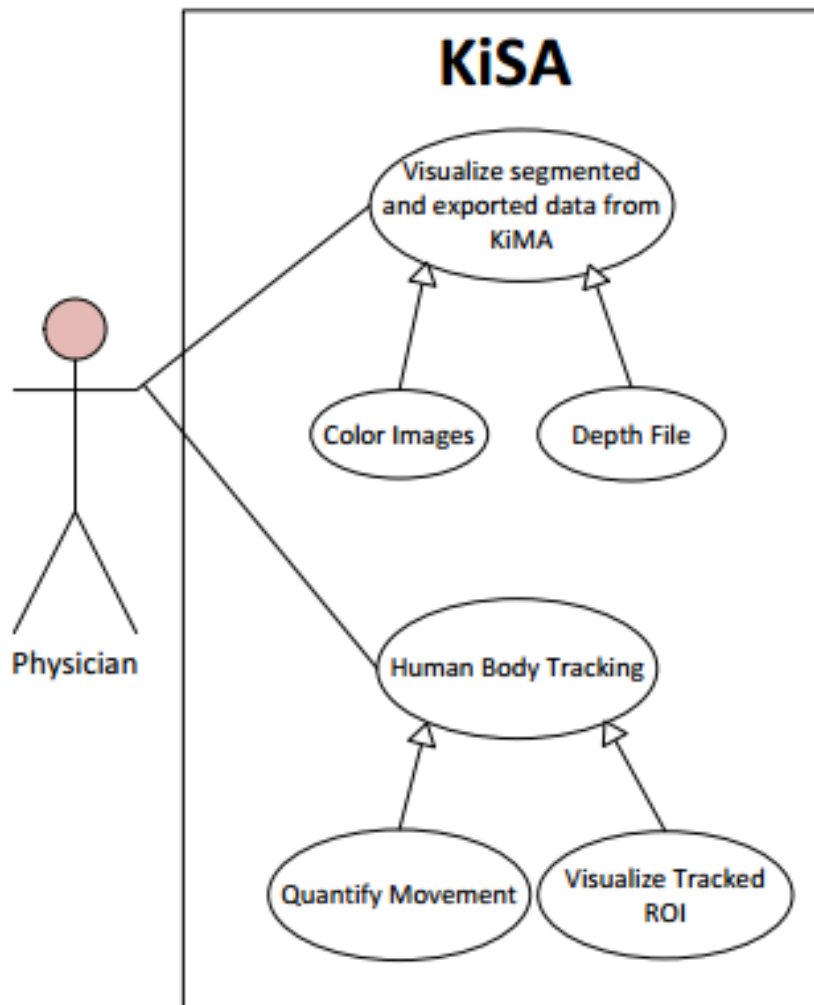 KiSA
Visualize segmented
and exported data from
KiMA
Color Images
Depth File
Physician
Human Body Tracking
Quantify Movement
Visualize Tracked
ROI